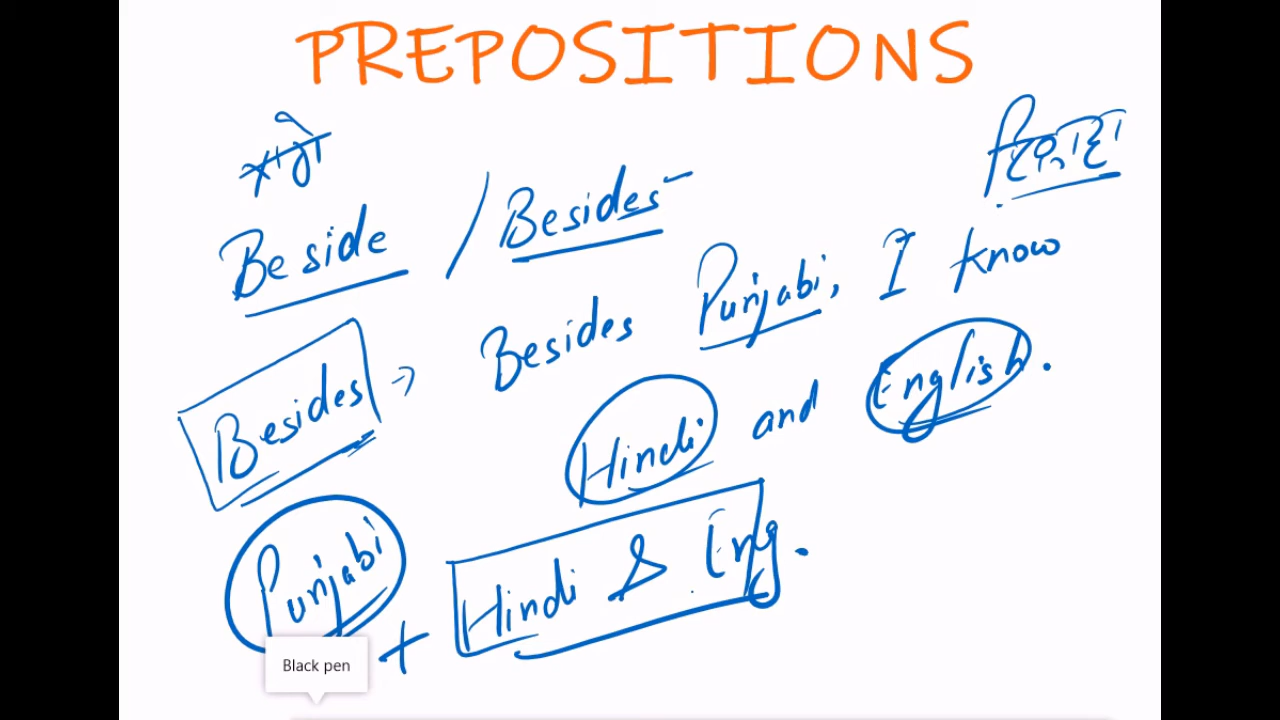 PREPOSITIONS
Beside / Besides
Besides → Besides Punjabi, I know
Hindi and English.
Punjabi + Hindi & Eng.
Black pen